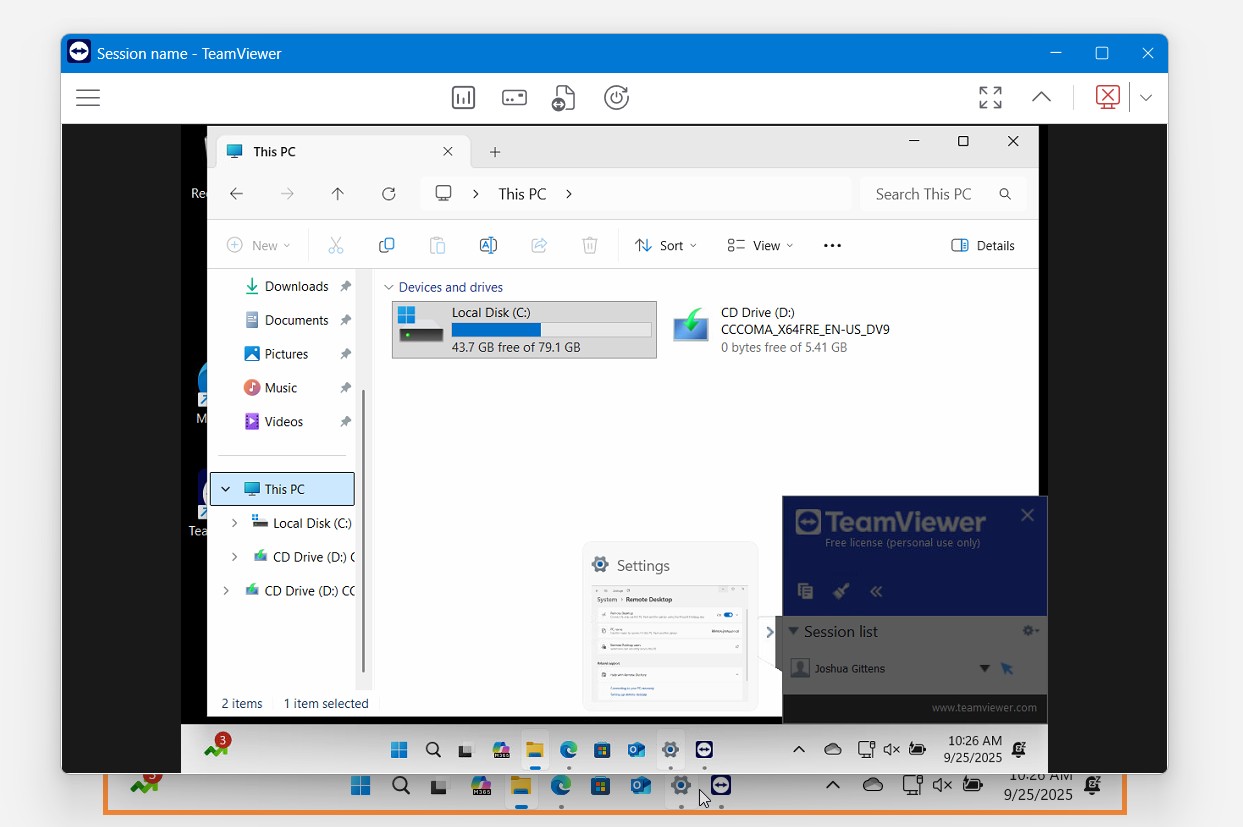 Session name - TeamViewer
This PC
This PC
Search This PC
New
Sort
View
Details
Downloads
Documents
Pictures
Music
Videos
This PC
Local Disk (C:)
CD Drive (D:) C
CD Drive (D:) CC
Devices and drives
Local Disk (C:)
43.7 GB free of 79.1 GB
CD Drive (D:)
CCCOMA_X64FRE_EN-US_DV9
0 bytes free of 5.41 GB
2 items
1 item selected
Settings
System > Remote Desktop
TeamViewer
Free license (personal use only)
Session list
Joshua Gittens
www.teamviewer.com
3
M365
10:26 AM
9/25/2025
M365
10:26 AM
9/25/2025